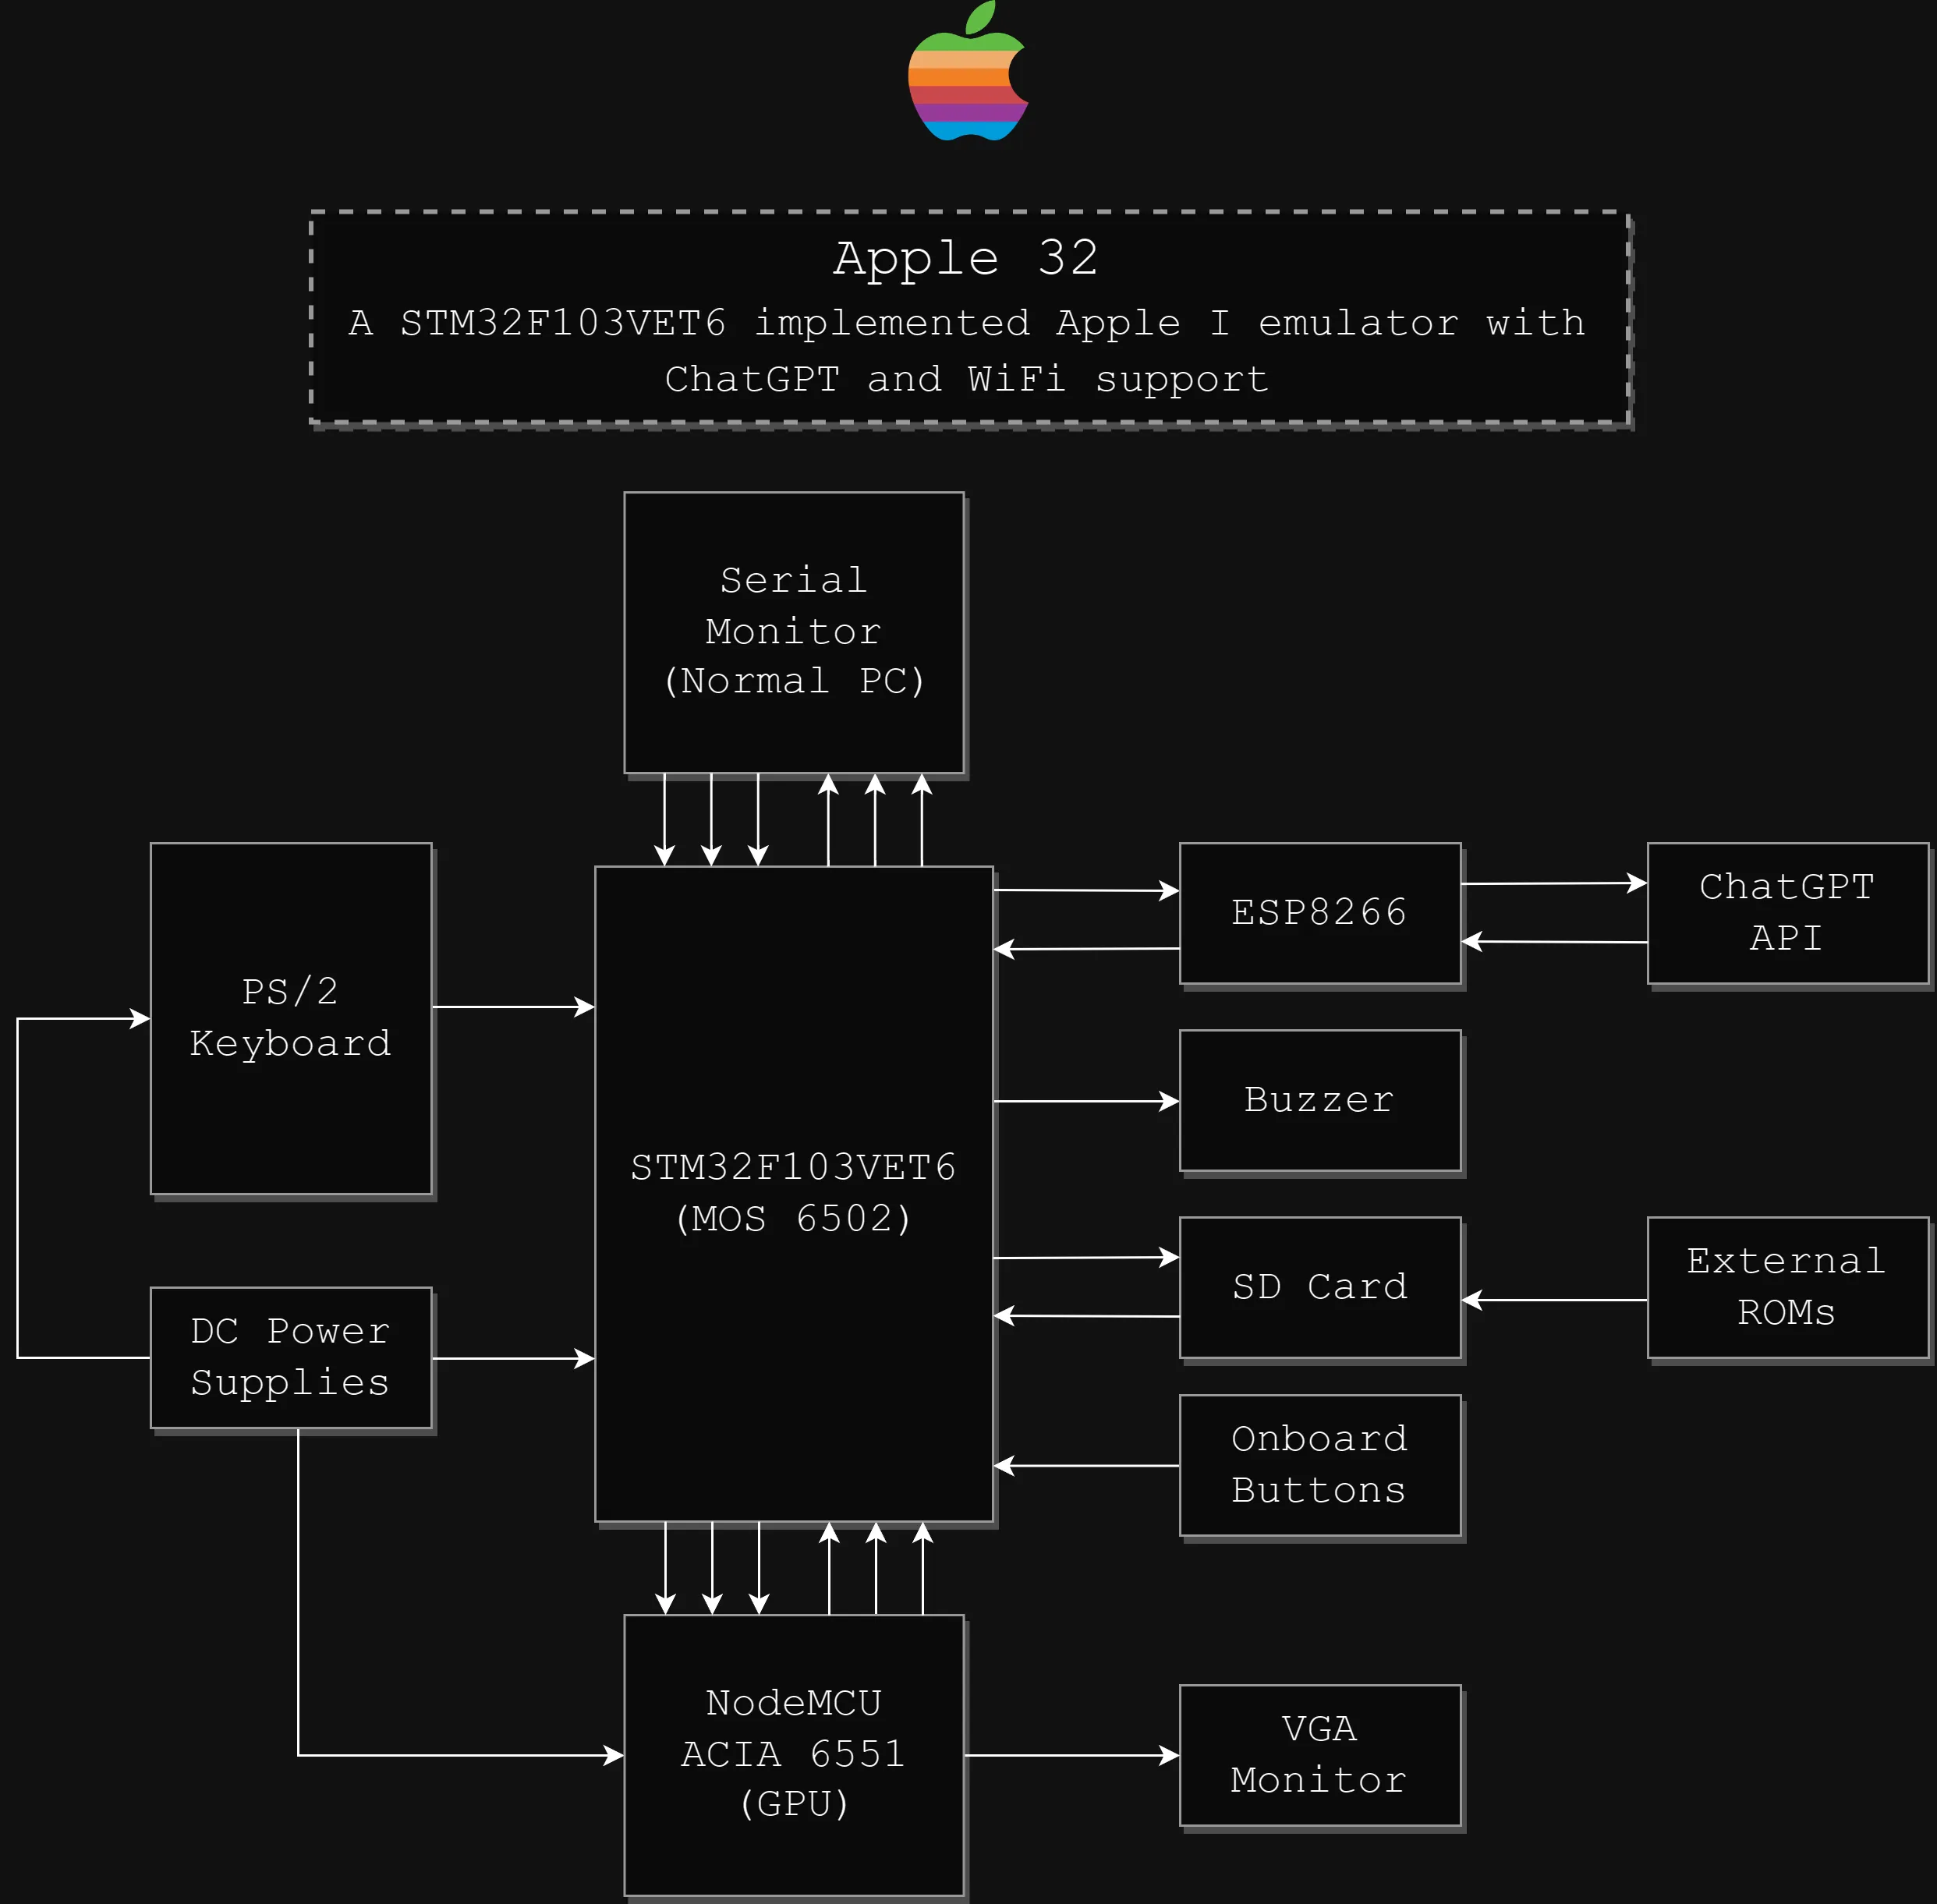 Apple 32
A STM32F103VET6 implemented Apple I emulator with
ChatGPT and WiFi support
Serial
Monitor
(Normal PC)
PS/2
Keyboard
STM32F103VET6
(MOS 6502)
ESP8266
ChatGPT
API
Buzzer
SD Card
External
ROMs
DC Power
Supplies
Onboard
Buttons
NodeMCU
ACIA 6551
(GPU)
VGA
Monitor